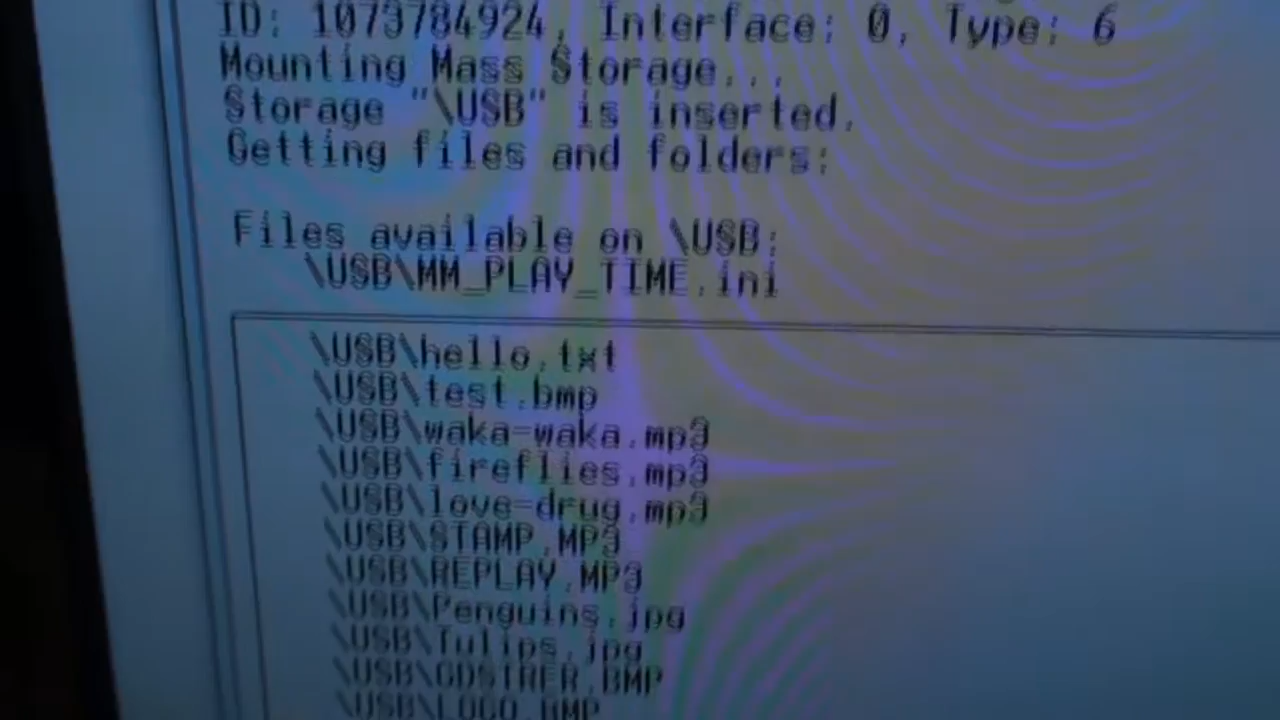 ID: 1073784924, Interface: 0, Type: 6
Mounting Mass Storage...
Storage "\USB" is inserted.
Getting files and folders:
Files available on \USB:
\USB\MM_PLAY_TIME.ini
\USB\hello.txt
\USB\test.bmp
\USB\waka-waka.mp3
\USB\fireflies.mp3
\USB\love-drug.mp3
\USB\STAMP.MP3
\USB\REPLAY.MP3
\USB\Penguins.jpg
\USB\Tulips.jpg
\USB\LOGO.BMP